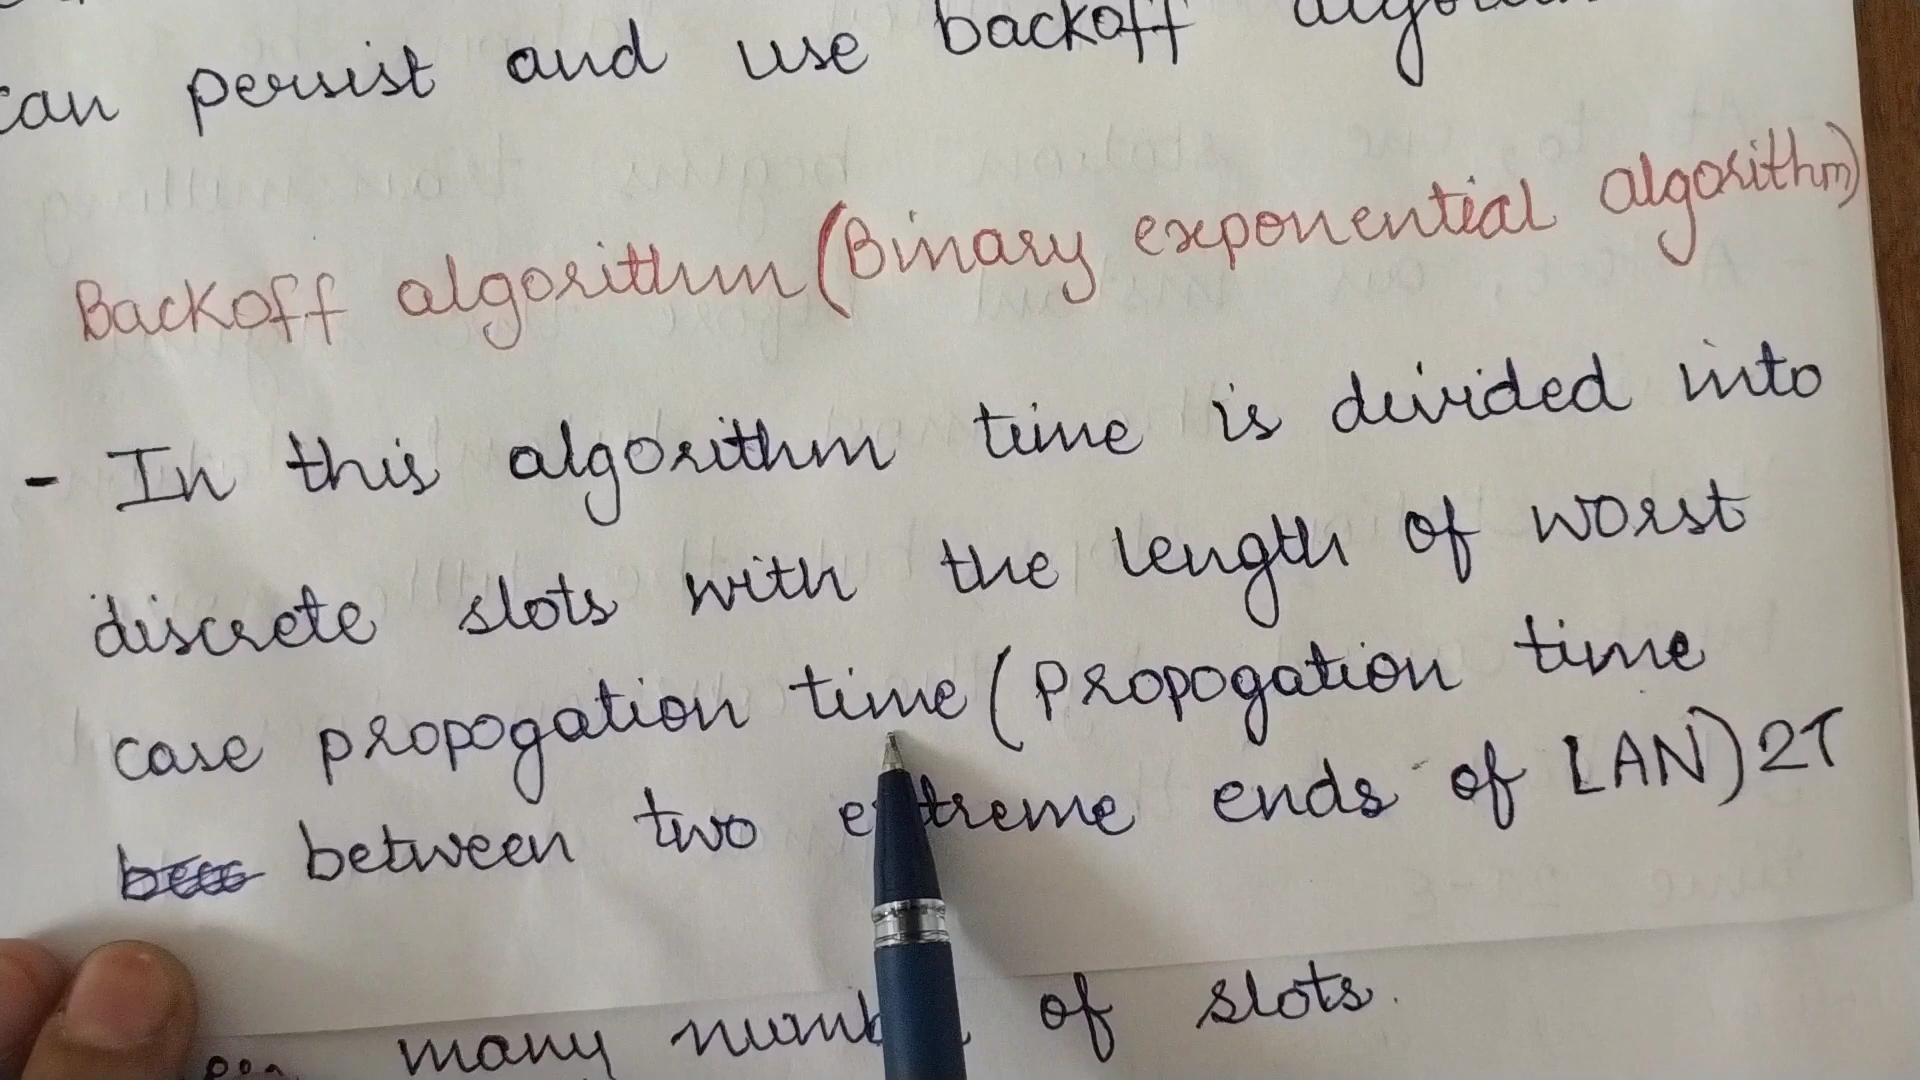 can persist and use backoff
Backoff algorithm (Binary exponential algorithm)
- In this algorithm time is divided into
discrete slots with the length of worst
case propogation time (Propogation time
between two extreme ends of LAN) 2T
many number of slots.